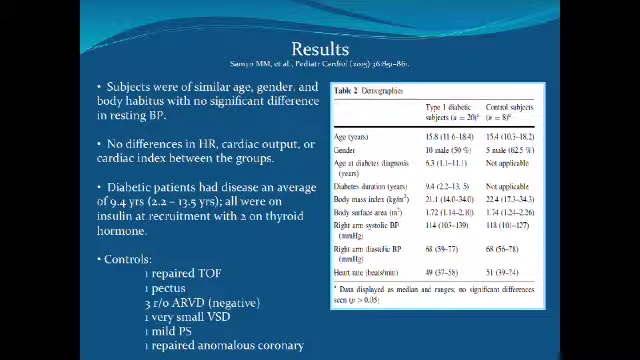 Results
Samyn MM, et al., Pediatr Cardiol (2015) 36:851-861.
• Subjects were of similar age, gender, and
body habitus with no significant difference
in resting BP.
• No differences in HR, cardiac output, or
cardiac index between the groups.
• Diabetic patients had disease an average
of 9.4 yrs (2.2 – 13.5 yrs); all were on
insulin at recruitment with 2 on thyroid
hormone.
• Controls:
1 repaired TOF
1 pectus
3 r/o ARVD (negative)
1 very small VSD
1 mild PS
1 repaired anomalous coronary
Table 2 Demographics
Type 1 diabetic subjects (n = 20)ᵃ Control subjects (n = 8)ᵃ
Age (years) 15.8 (11.6–18.4) 15.4 (10.3–18.2)
Gender 10 male (50 %) 5 male (62.5 %)
Age at diabetes diagnosis (years) 6.3 (1.1–11.1) Not applicable
Diabetes duration (years) 9.4 (2.2–13.5) Not applicable
Body mass index (kg/m²) 21.1 (14.0–34.0) 22.4 (17.3–34.3)
Body surface area (m²) 1.72 (1.14–2.10) 1.74 (1.24–2.26)
Right arm systolic BP (mmHg) 114 (103–139) 118 (101–127)
Right arm diastolic BP (mmHg) 68 (59–77) 68 (56–78)
Heart rate (beats/min) 49 (37–58) 51 (39–74)
ᵃ Data displayed as median and ranges; no significant differences
seen (p > 0.05)